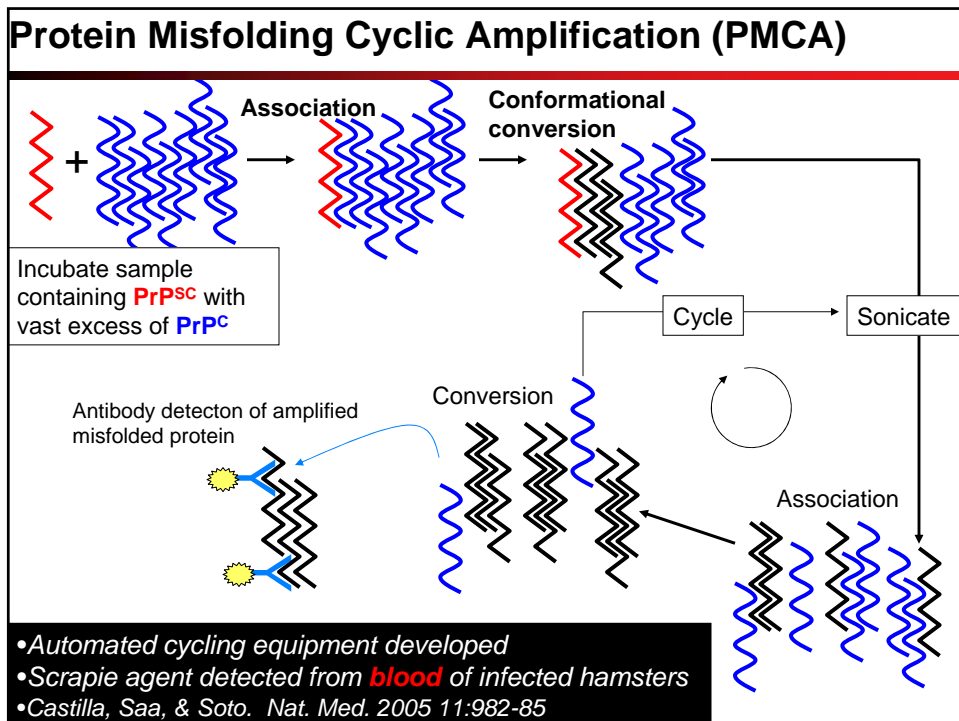 Protein Misfolding Cyclic Amplification (PMCA)
Association
Conformational
conversion
+
Incubate sample
containing PrPSC with
vast excess of PrPC
Cycle
Sonicate
Conversion
Antibody detecton of amplified
misfolded protein
Association
•Automated cycling equipment developed
•Scrapie agent detected from blood of infected hamsters
•Castilla, Saa, & Soto. Nat. Med. 2005 11:982-85